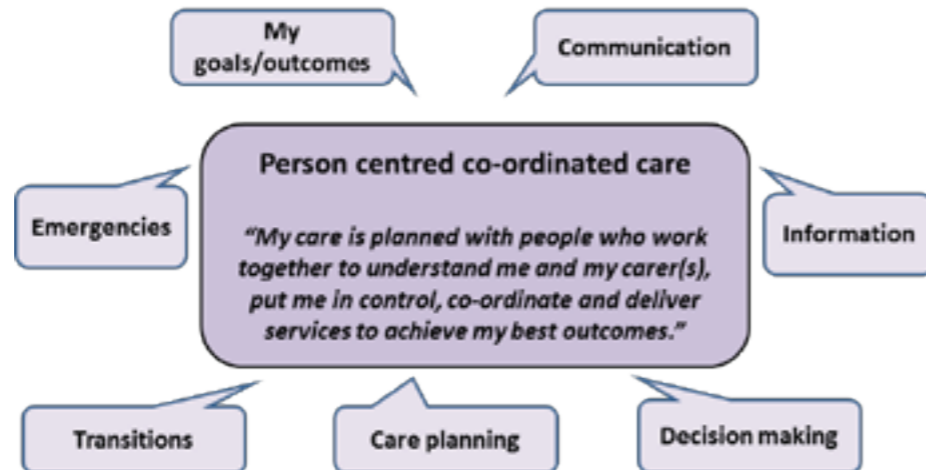 My
goals/outcomes
Communication
Person centred co-ordinated care
Emergencies
Information
“My care is planned with people who work
together to understand me and my carer(s),
put me in control, co-ordinate and deliver
services to achieve my best outcomes.”
Transitions
Care planning
Decision making